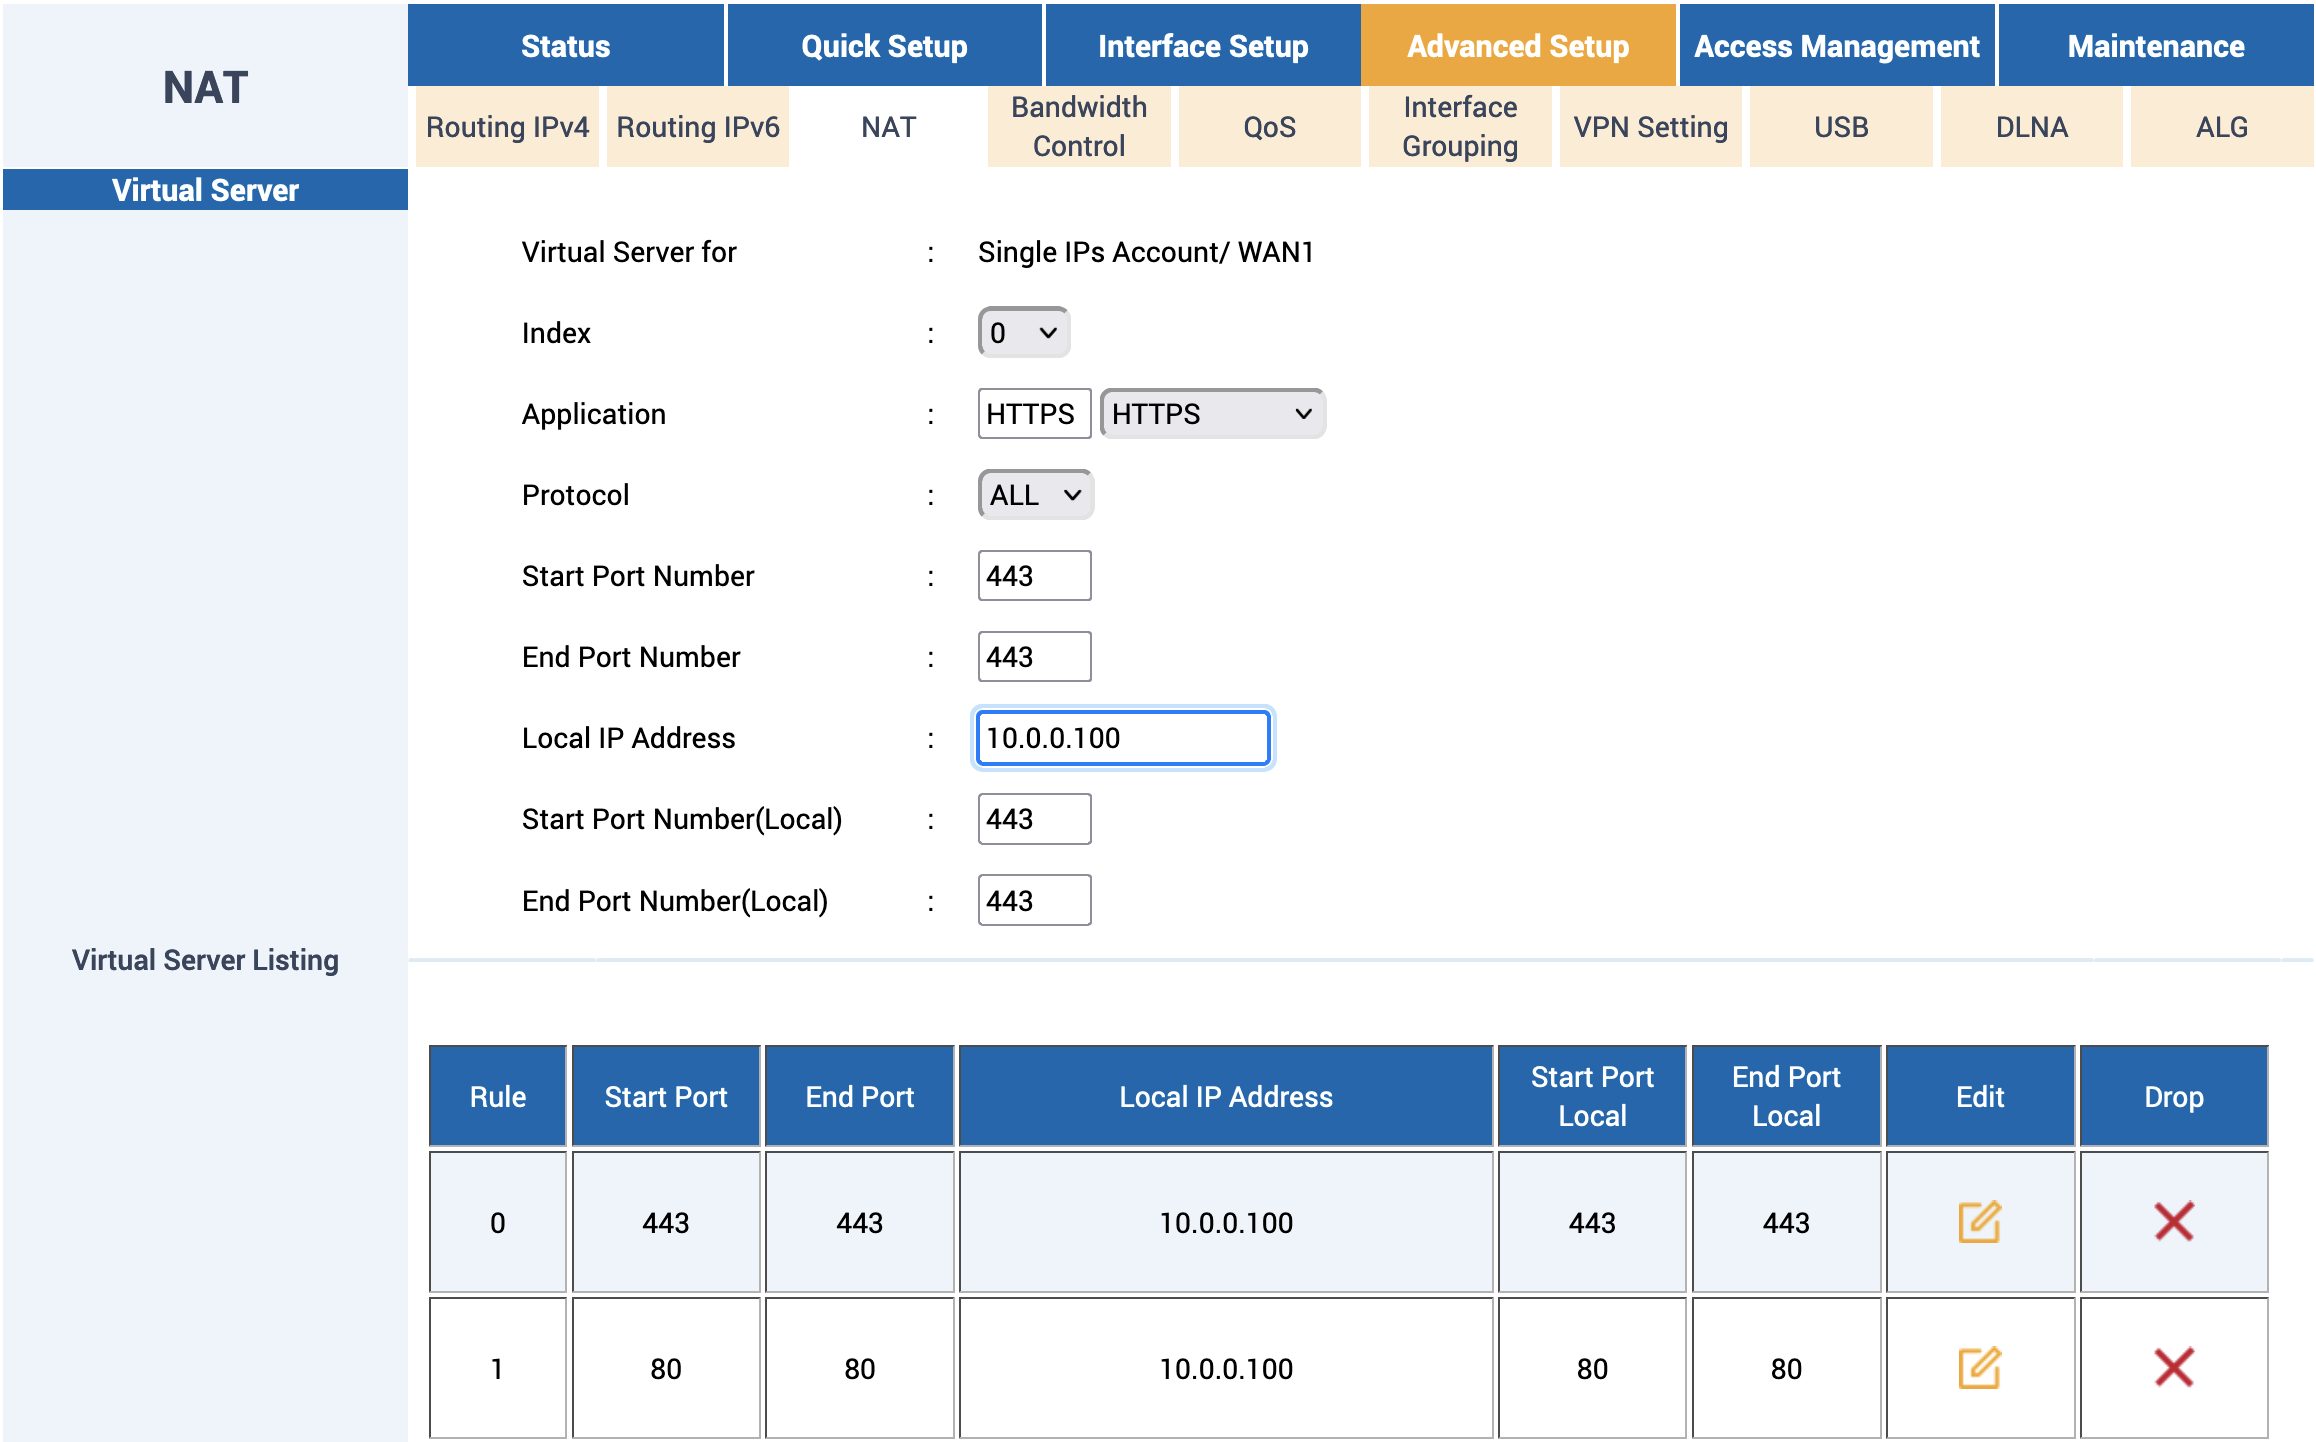 NAT
Status
Quick Setup
Interface Setup
Advanced Setup
Access Management
Maintenance
Routing IPv4
Routing IPv6
NAT
Bandwidth
Control
QoS
Interface
Grouping
VPN Setting
USB
DLNA
ALG
Virtual Server
Virtual Server for : Single IPs Account/ WAN1
Index : 0
Application : HTTPS HTTPS
Protocol : ALL
Start Port Number : 443
End Port Number : 443
Local IP Address : 10.0.0.100
Start Port Number(Local) : 443
End Port Number(Local) : 443
Virtual Server Listing
Rule
Start Port
End Port
Local IP Address
Start Port
Local
End Port
Local
Edit
Drop
0 443 443 10.0.0.100 443 443
1 80 80 10.0.0.100 80 80